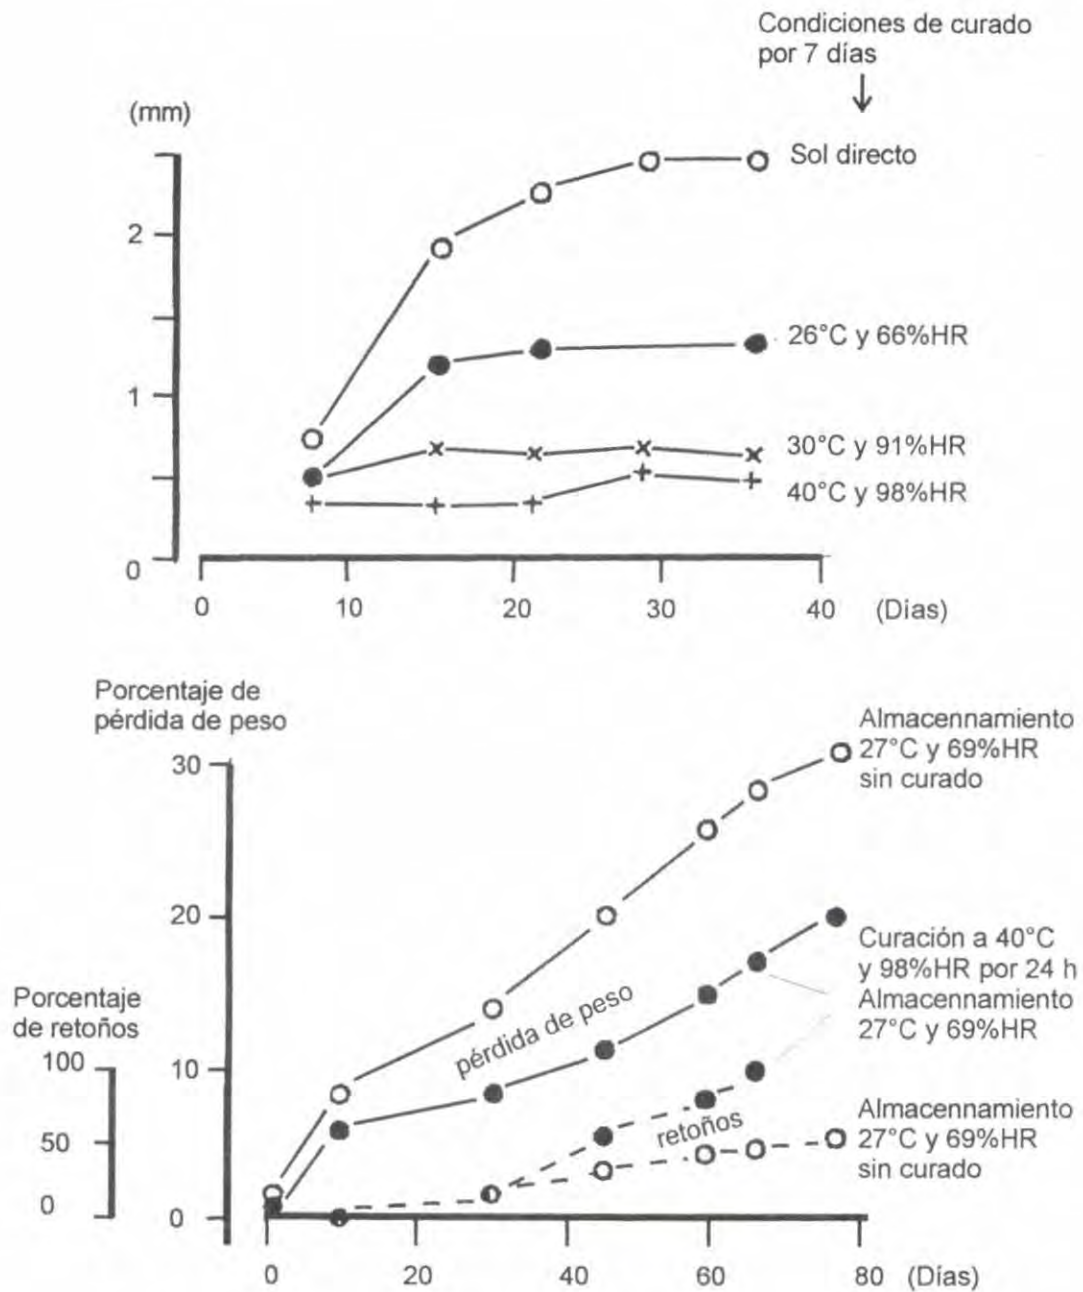 Condiciones de curado
por 7 días
(mm)
Sol directo
2
26°C y 66%HR
1
30°C y 91%HR
40°C y 98%HR
0
0 10 20 30 40 (Días)
Porcentaje de
pérdida de peso
Almacennamiento
27°C y 69%HR
sin curado
30
20
Curación a 40°C
y 98%HR por 24 h
Almacennamiento
27°C y 69%HR
pérdida de peso
Porcentaje
de retoños
100
10
50
0
retoños
Almacennamiento
27°C y 69%HR
sin curado
0
0 20 40 60 80 (Días)